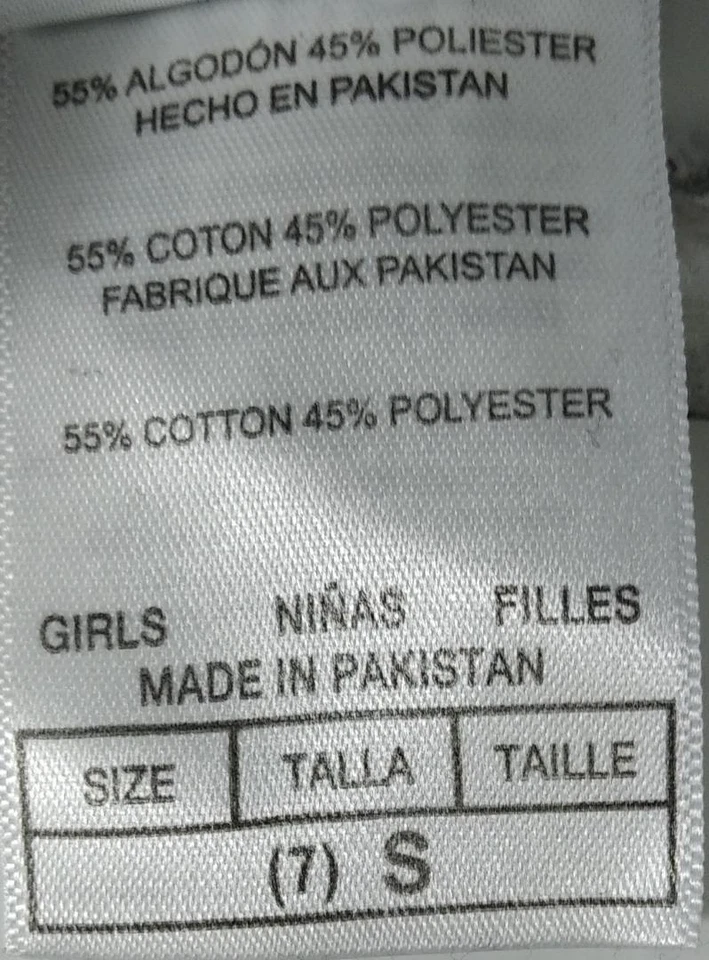 55% ALGODÓN 45% POLIESTER
HECHO EN PAKISTAN
55% COTON 45% POLYESTER
FABRIQUE AUX PAKISTAN
55% COTTON 45% POLYESTER
GIRLS NIÑAS FILLES
MADE IN PAKISTAN
SIZE TALLA TAILLE
(7) S